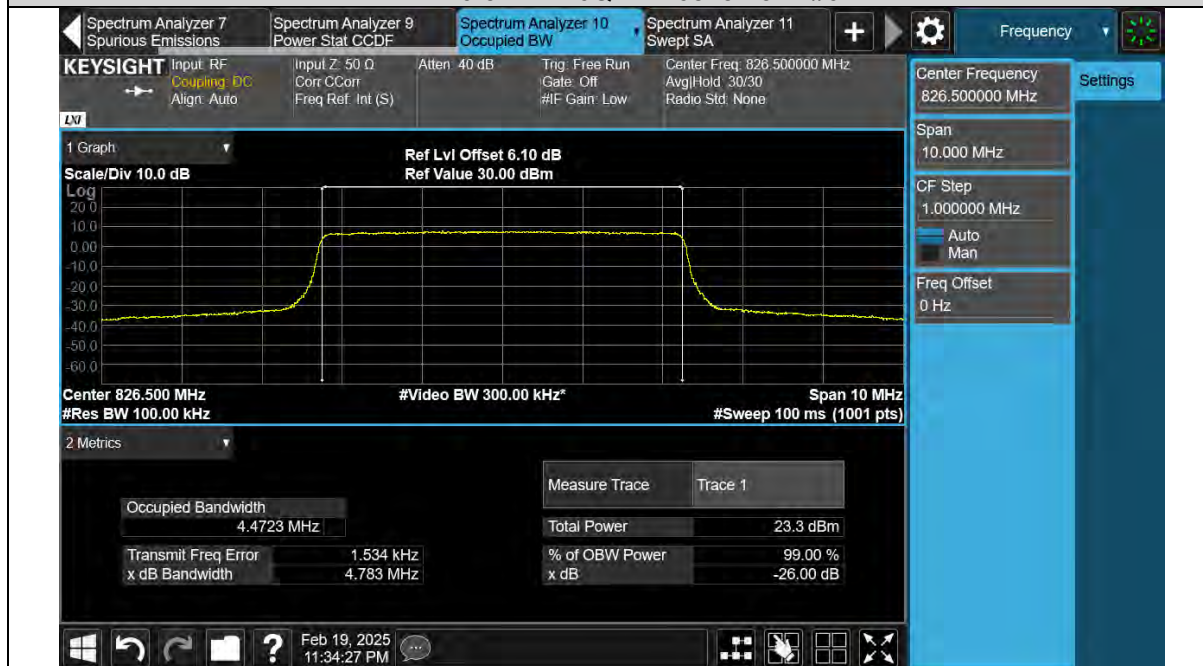 Spectrum Analyzer 7
Spurious Emissions
Spectrum Analyzer 9
Power Stat CCDF
Spectrum Analyzer 10
Occupied BW
Spectrum Analyzer 11
Swept SA
+
Frequency
KEYSIGHT
Input: RF
Coupling: DC
Align: Auto
Input Z: 50 Ω
Corr CCorr
Freq Ref: Int (S)
Atten: 40 dB
Trig: Free Run
Gate: Off
#IF Gain: Low
Center Freq: 826.500000 MHz
Avg|Hold: 30/30
Radio Std: None
LXI
Center Frequency
826.500000 MHz
Settings
Span
10.000 MHz
CF Step
1.000000 MHz
Auto
Man
Freq Offset
0 Hz
1 Graph
Ref Lvl Offset 6.10 dB
Scale/Div 10.0 dB
Ref Value 30.00 dBm
Log
20.0
10.0
0.00
-10.0
-20.0
-30.0
-40.0
-50.0
-60.0
Center 826.500 MHz
#Video BW 300.00 kHz*
Span 10 MHz
#Res BW 100.00 kHz
#Sweep 100 ms (1001 pts)
2 Metrics
Measure Trace
Trace 1
Occupied Bandwidth
4.4723 MHz
Total Power
23.3 dBm
Transmit Freq Error
1.534 kHz
% of OBW Power
99.00 %
x dB Bandwidth
4.783 MHz
x dB
-26.00 dB
?
Feb 19, 2025
11:34:27 PM